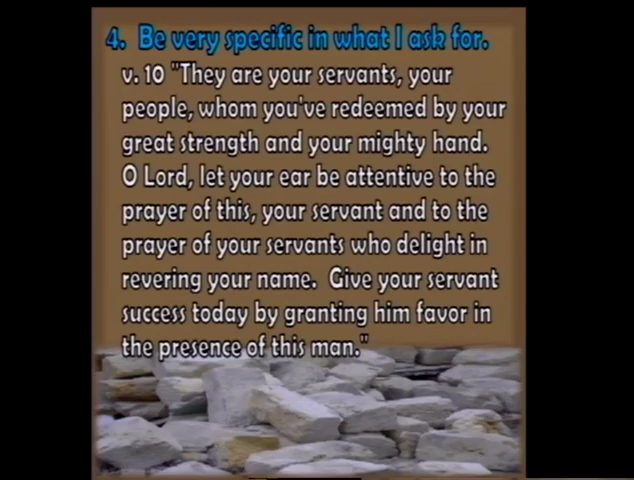 4. Be very specific in what I ask for.
v. 10 "They are your servants, your
people, whom you've redeemed by your
great strength and your mighty hand.
O Lord, let your ear be attentive to the
prayer of this, your servant and to the
prayer of your servants who delight in
revering your name. Give your servant
success today by granting him favor in
the presence of this man."